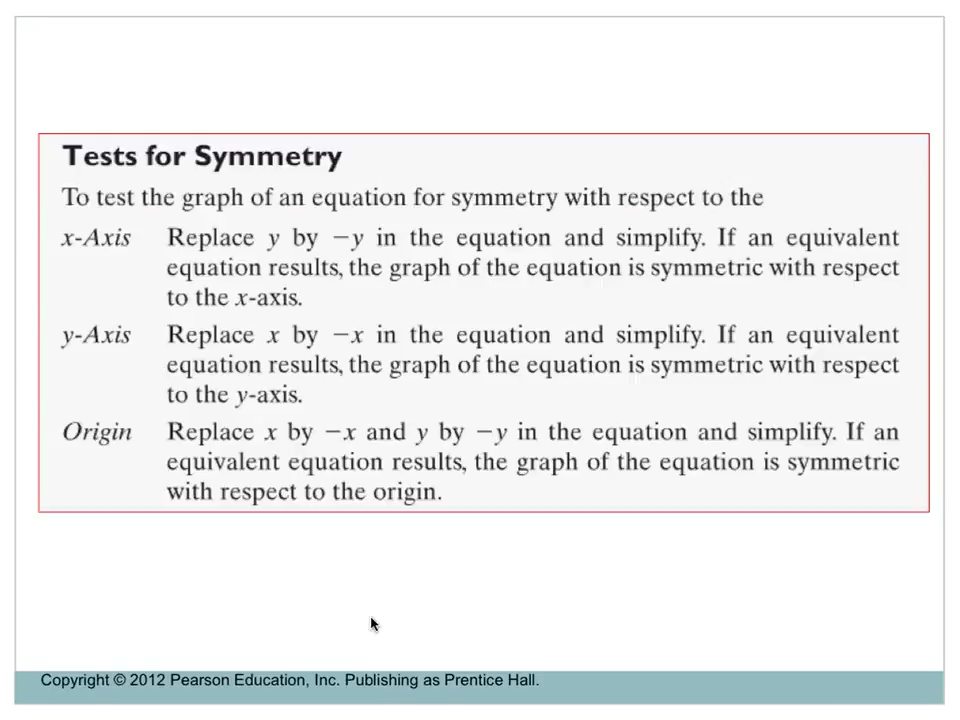 Tests for Symmetry
To test the graph of an equation for symmetry with respect to the
x-Axis Replace y by −y in the equation and simplify. If an equivalent
equation results, the graph of the equation is symmetric with respect
to the x-axis.
y-Axis Replace x by −x in the equation and simplify. If an equivalent
equation results, the graph of the equation is symmetric with respect
to the y-axis.
Origin Replace x by −x and y by −y in the equation and simplify. If an
equivalent equation results, the graph of the equation is symmetric
with respect to the origin.
Copyright © 2012 Pearson Education, Inc. Publishing as Prentice Hall.